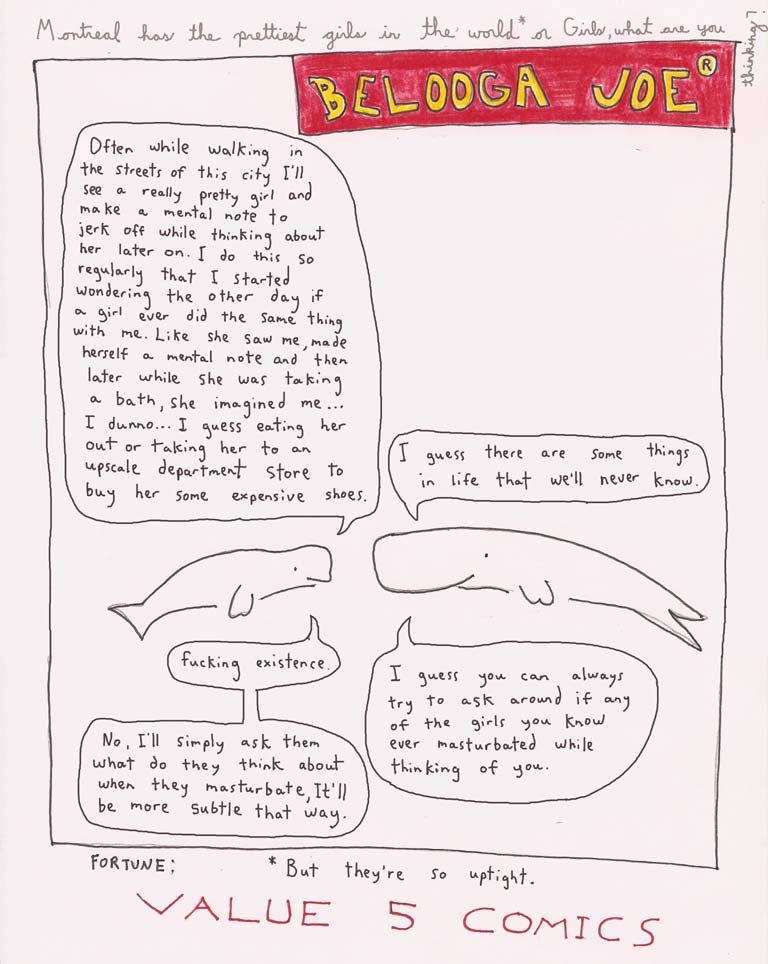 Montreal has the prettiest girls in the world* or Girls, what are you
thinking?
BELOOGA JOE®
Often while walking in
the streets of this city I'll
see a really pretty girl and
make a mental note to
jerk off while thinking about
her later on. I do this so
regularly that I started
wondering the other day if
a girl ever did the same thing
with me. Like she saw me, made
herself a mental note and then
later while she was taking
a bath, she imagined me...
I dunno... I guess eating her
out or taking her to an
upscale department store to
buy her some expensive shoes.
I guess there are some things
in life that we'll never know.
fucking existence.
I guess you can always
try to ask around if any
of the girls you know
ever masturbated while
thinking of you.
No, I'll simply ask them
what do they think about
when they masturbate, It'll
be more subtle that way.
FORTUNE;
* But they're so uptight.
VALUE 5 COMICS